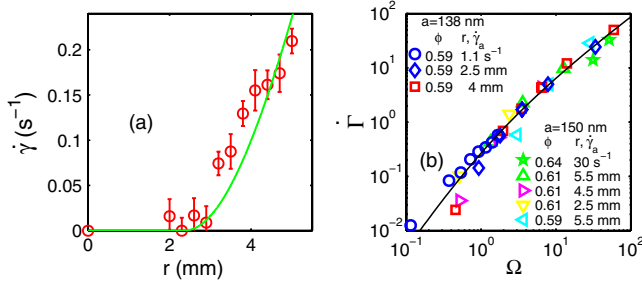 0.2
0.15
0.1
0.05
0
γ̇ (s⁻¹)
(a)
0 2 4
r (mm)
a=138 nm
ϕ r, γ̇ₐ
0.59 1.1 s⁻¹
0.59 2.5 mm
0.59 4 mm
a=150 nm
ϕ r, γ̇ₐ
0.64 30 s⁻¹
0.61 5.5 mm
0.61 4.5 mm
0.61 2.5 mm
0.59 5.5 mm
(b)
Γ̇
10²
10¹
10⁰
10⁻¹
10⁻²
10⁻¹ 10⁰ 10¹ 10²
Ω